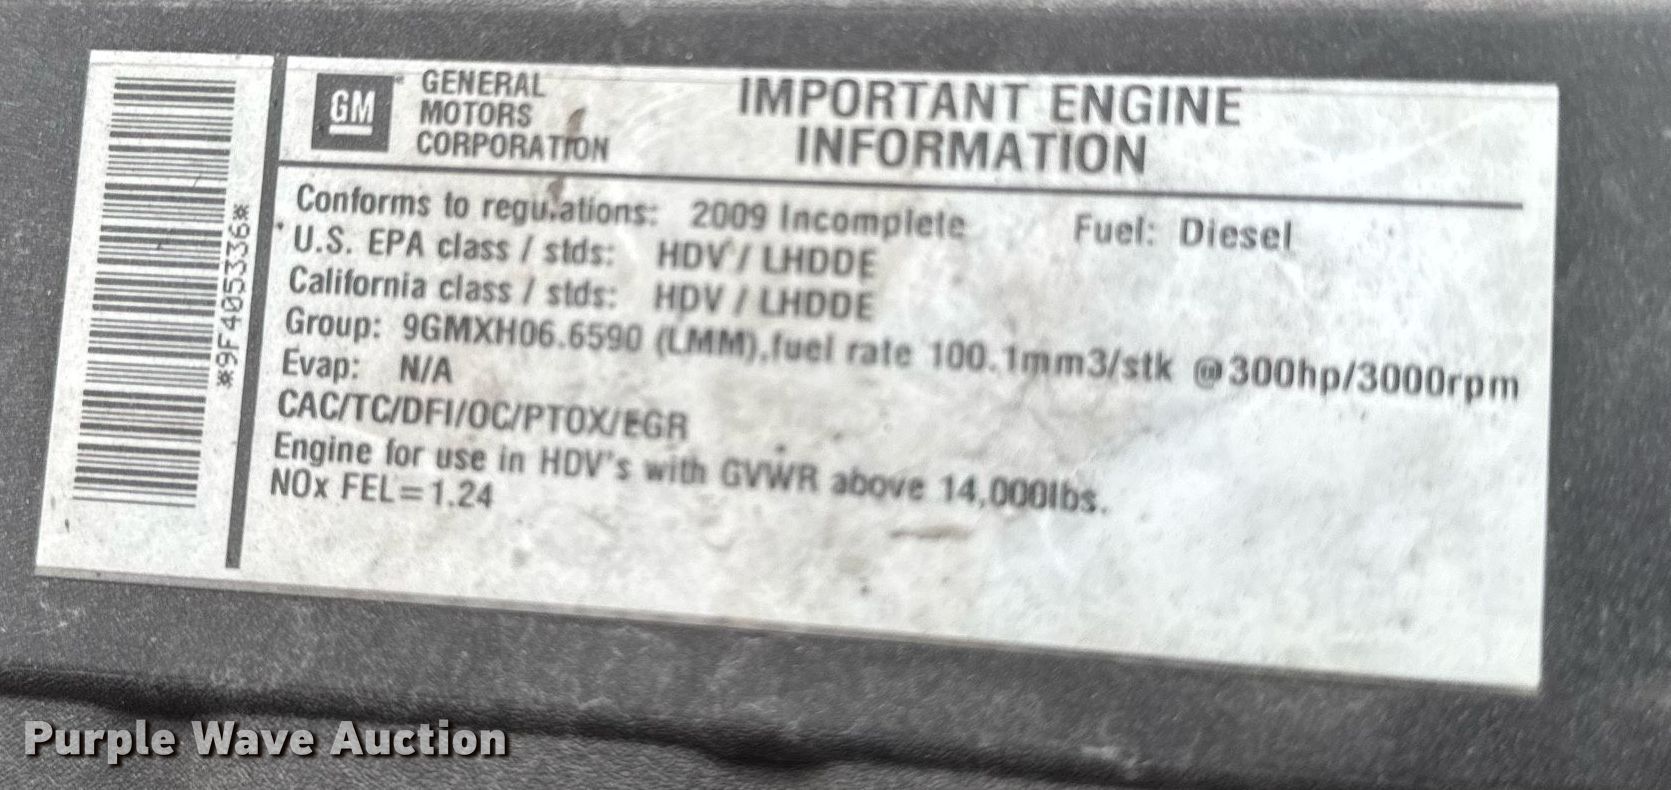 *9F4053336*
GM
GENERAL
MOTORS
CORPORATION
IMPORTANT ENGINE
INFORMATION
Conforms to regulations: 2009 Incomplete Fuel: Diesel
U.S. EPA class / stds: HDV / LHDDE
California class / stds: HDV / LHDDE
Group: 9GMXH06.6590 (LMM),fuel rate 100.1mm3/stk @300hp/3000rpm
Evap: N/A
CAC/TC/DFI/OC/PTOX/EGR
Engine for use in HDV's with GVWR above 14,000lbs.
NOx FEL=1.24
Purple Wave Auction